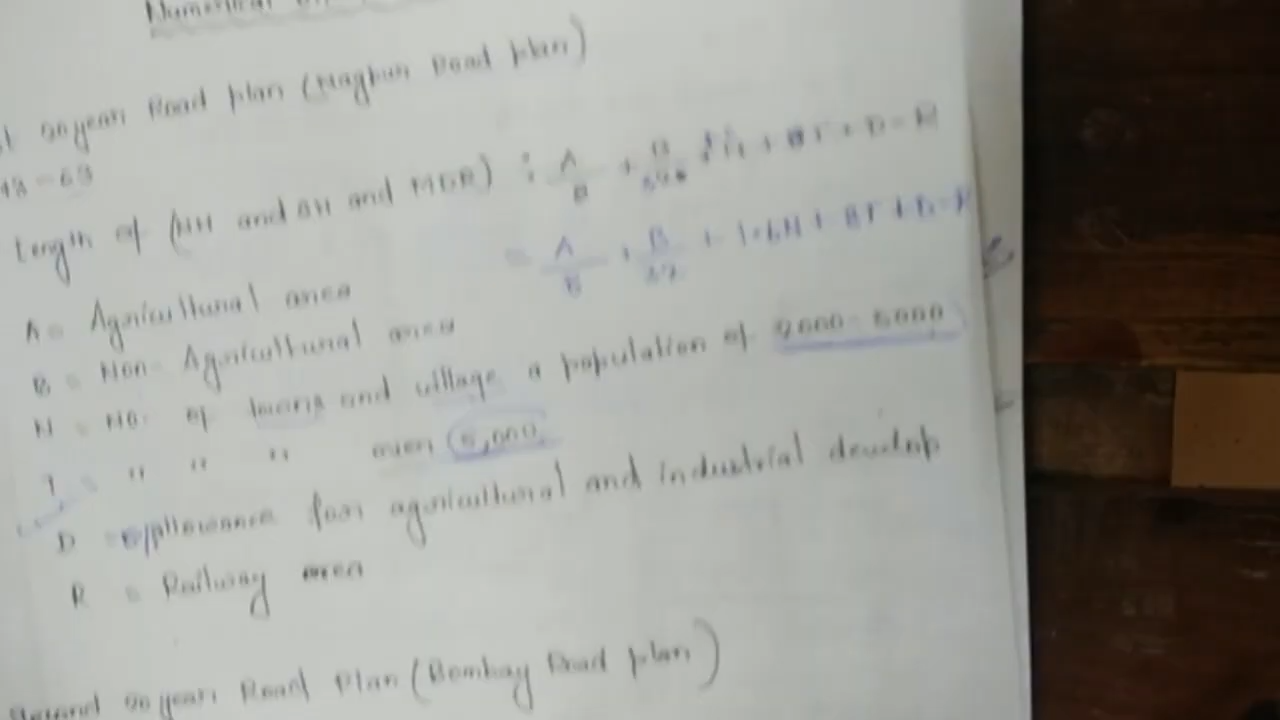 Numerical
20 year Road plan (Nagpur Road plan)
43 - 63
Length of (NH and SH and MDR) : A/8 + B/ + + 8T + D - R
= A/8 + B/32 + 1.6N + 8T + D - R
A = Agricultural area
B = Non-Agricultural area
N = No. of towns and village a population of 2000 - 5000
T = " " " over (5,000)
D = allowance for agricultural and industrial develop
R = Railway area
Second 20 year Road Plan (Bombay Road plan)